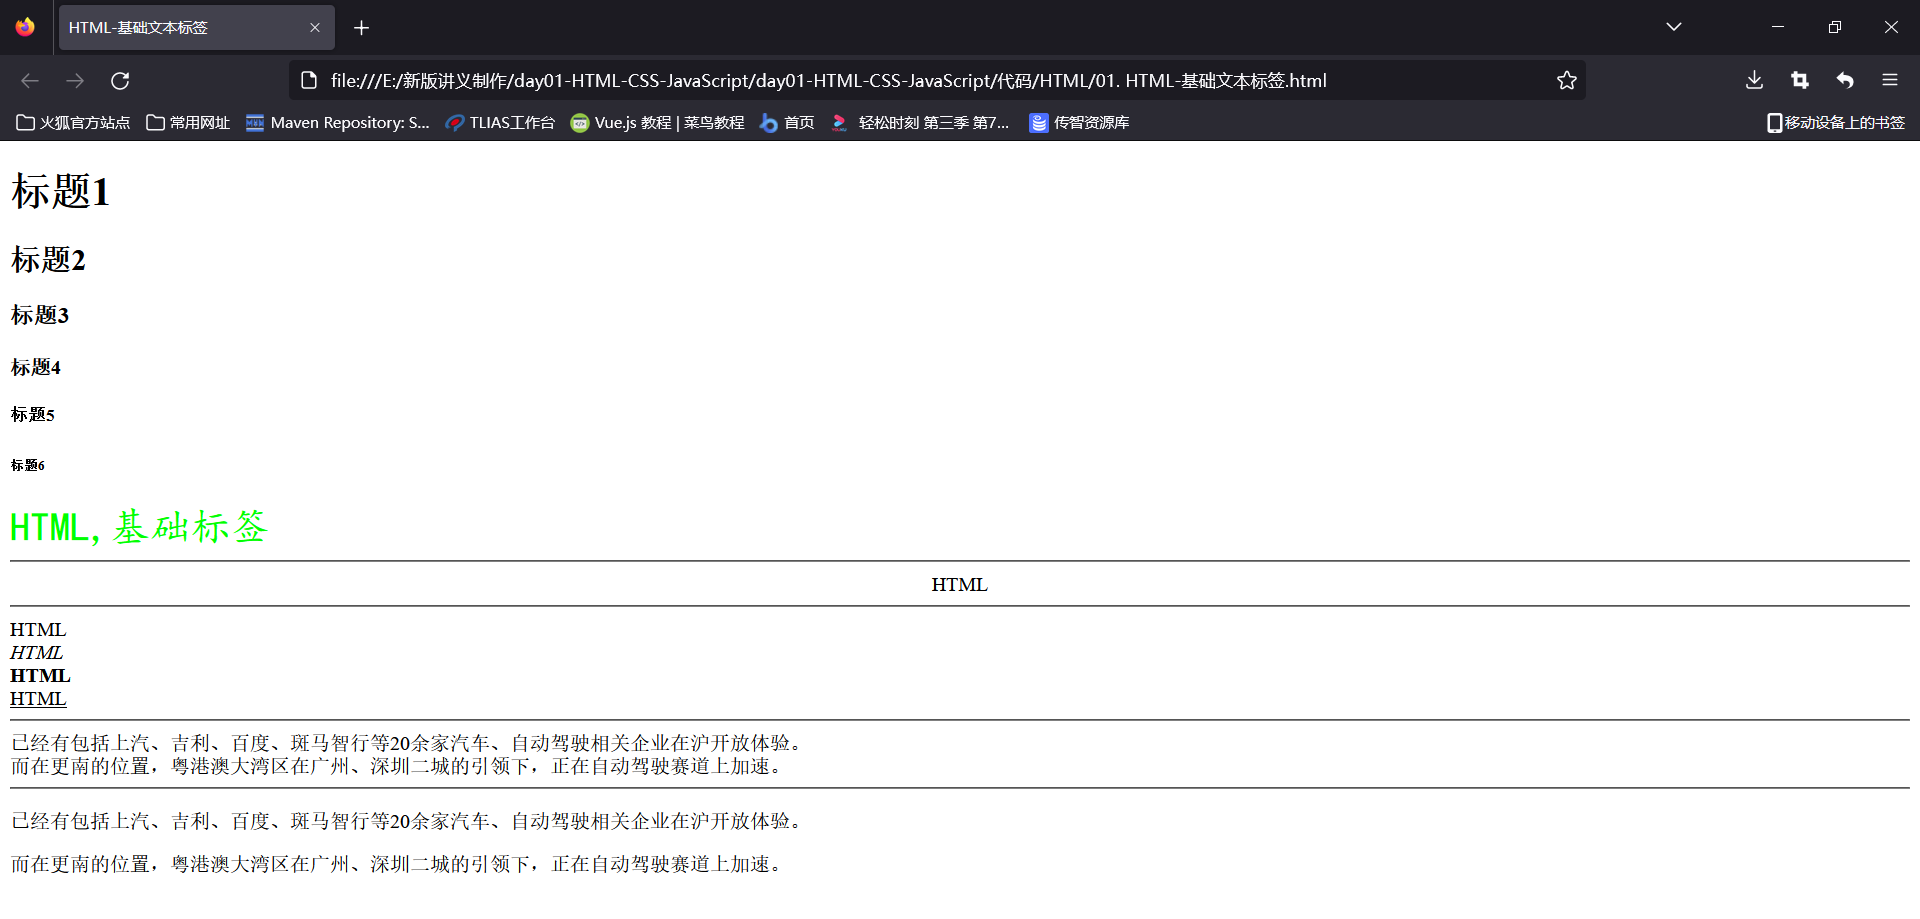 HTML-基础文本标签
file:///E:/新版讲义制作/day01-HTML-CSS-JavaScript/day01-HTML-CSS-JavaScript/代码/HTML/01. HTML-基础文本标签.html
火狐官方站点 常用网址 Maven Repository: S... TLIAS工作台 Vue.js 教程 | 菜鸟教程 首页 轻松时刻 第三季 第7... 传智资源库 移动设备上的书签
标题1
标题2
标题3
标题4
标题5
标题6
HTML,基础标签
HTML
HTML
HTML
HTML
HTML
已经有包括上汽、吉利、百度、斑马智行等20余家汽车、自动驾驶相关企业在沪开放体验。
而在更南的位置，粤港澳大湾区在广州、深圳二城的引领下，正在自动驾驶赛道上加速。
已经有包括上汽、吉利、百度、斑马智行等20余家汽车、自动驾驶相关企业在沪开放体验。
而在更南的位置，粤港澳大湾区在广州、深圳二城的引领下，正在自动驾驶赛道上加速。